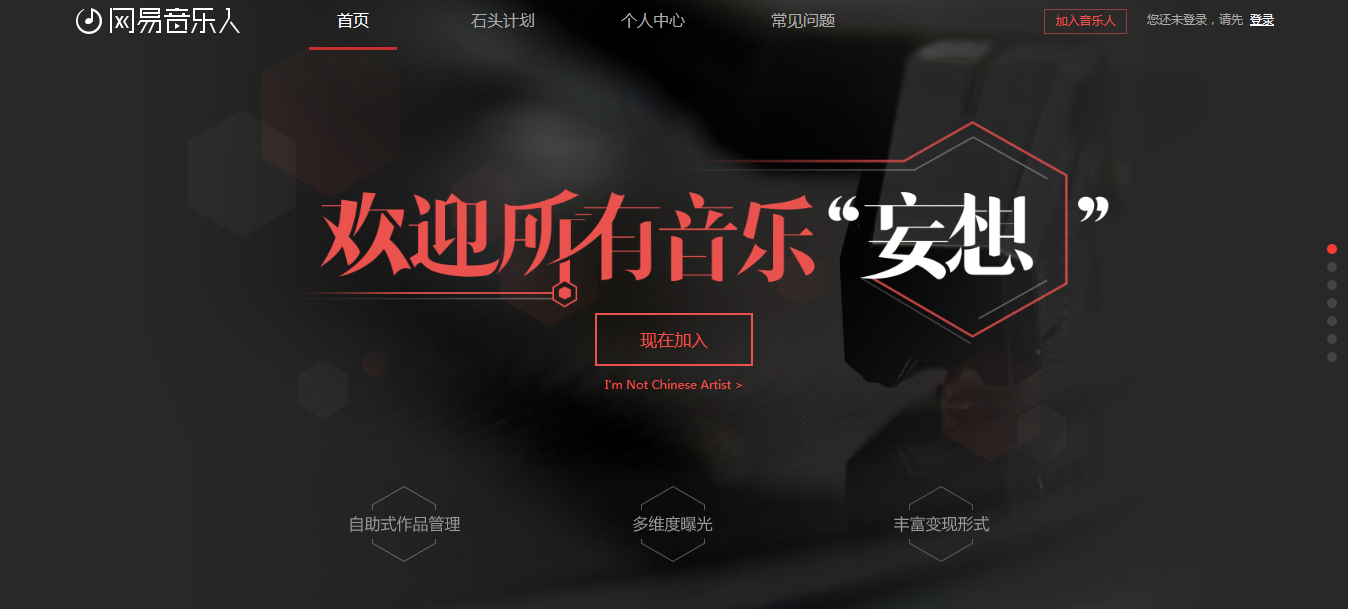 网易音乐人
首页
石头计划
个人中心
常见问题
加入音乐人
您还未登录，请先 登录
欢迎所有音乐“妄想”
现在加入
I'm Not Chinese Artist >
自助式作品管理
多维度曝光
丰富变现形式